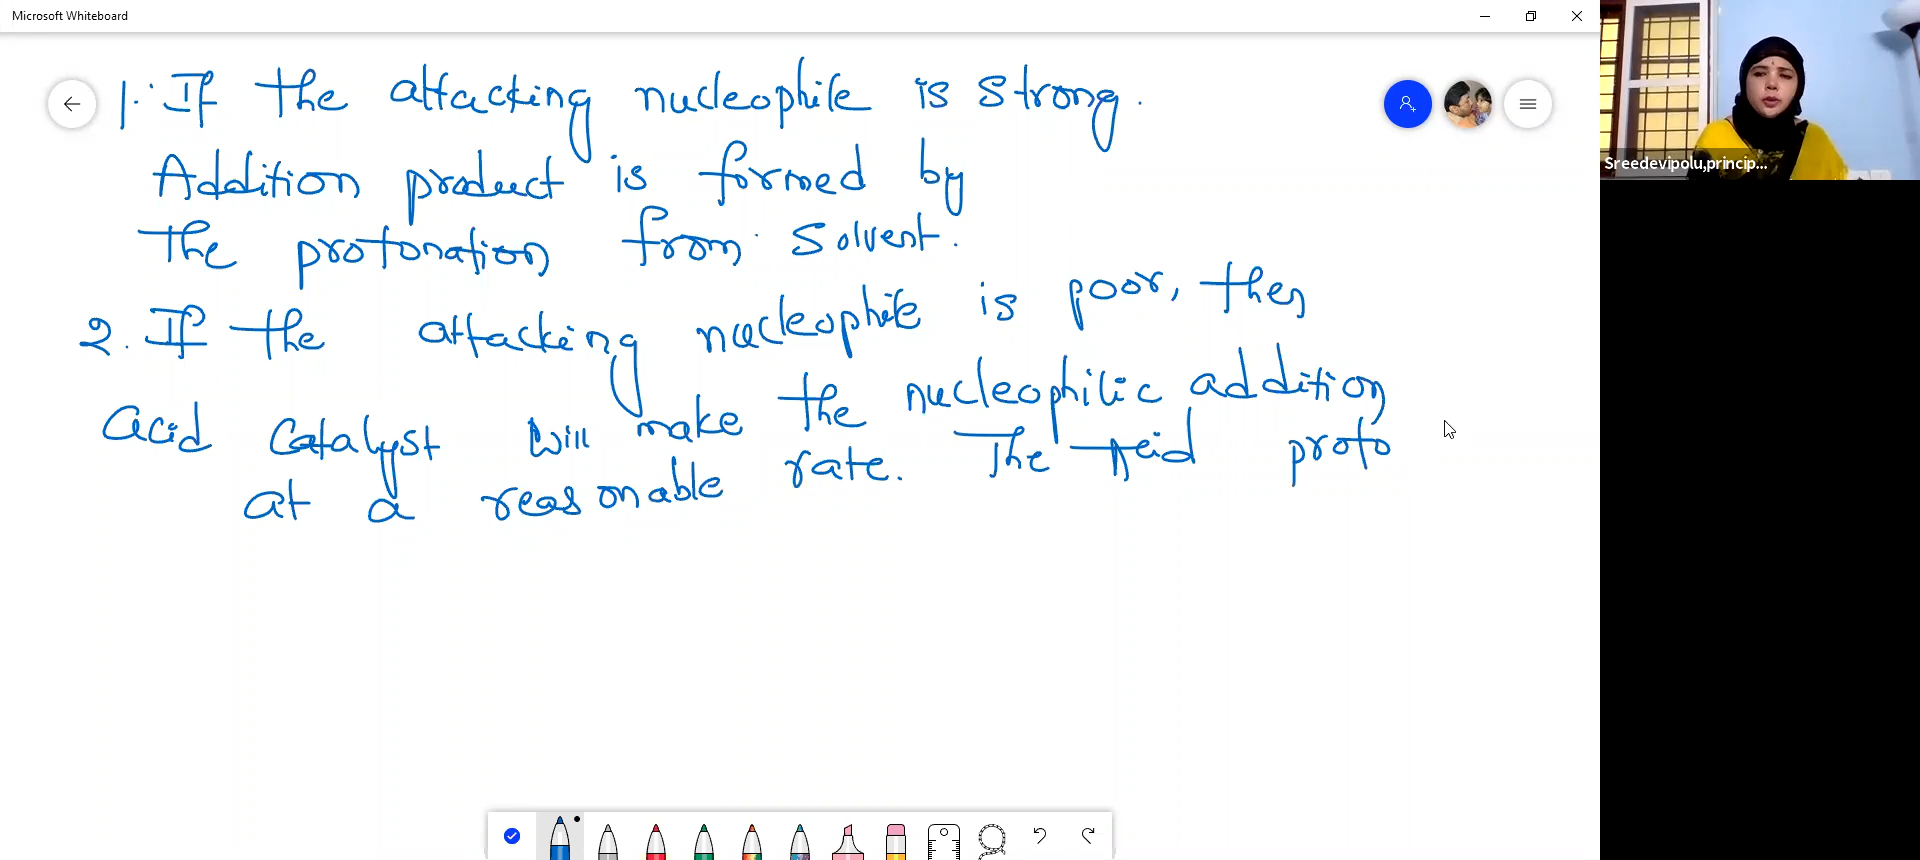 Microsoft Whiteboard
1. If the attacking nucleophile is strong.
Addition product is formed by
the protonation from solvent.
2. If the attacking nucleophile is poor, then
acid catalyst will make the nucleophilic addition
at a reasonable rate. The Acid proto
Sreedevipolu,princip...